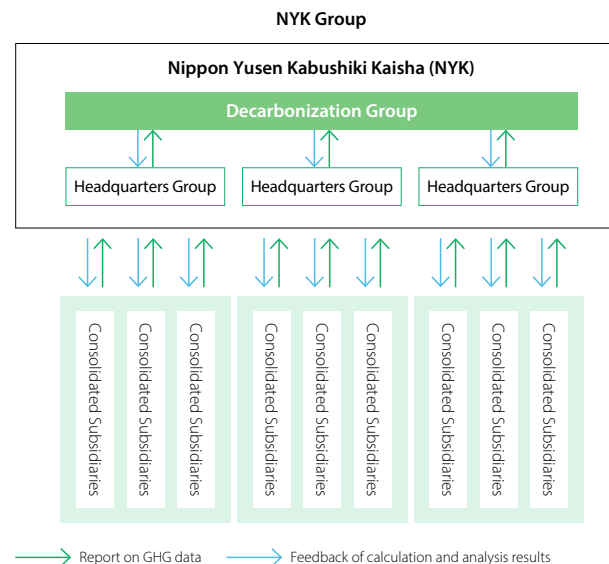 NYK Group
Nippon Yusen Kabushiki Kaisha (NYK)
Decarbonization Group
Headquarters Group
Headquarters Group
Headquarters Group
Consolidated Subsidiaries
Consolidated Subsidiaries
Consolidated Subsidiaries
Consolidated Subsidiaries
Consolidated Subsidiaries
Consolidated Subsidiaries
Consolidated Subsidiaries
Consolidated Subsidiaries
Consolidated Subsidiaries
Report on GHG data
Feedback of calculation and analysis results